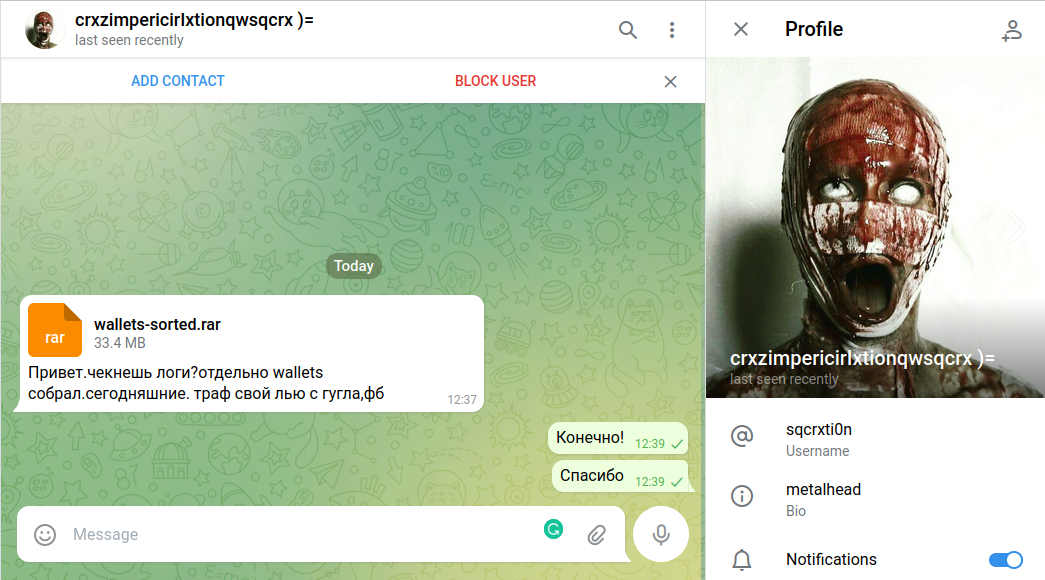 crxzimpericirlxtionqwsqcrx )=
last seen recently
ADD CONTACT
BLOCK USER
Today
rar
wallets-sorted.rar
33.4 MB
Привет.чекнешь логи?отдельно wallets
собрал.сегодняшние. траф свой лью с гугла,фб
12:37
Конечно! 12:39
Спасибо 12:39
Message
Profile
crxzimpericirlxtionqwsqcrx )=
last seen recently
sqcrxti0n
Username
metalhead
Bio
Notifications